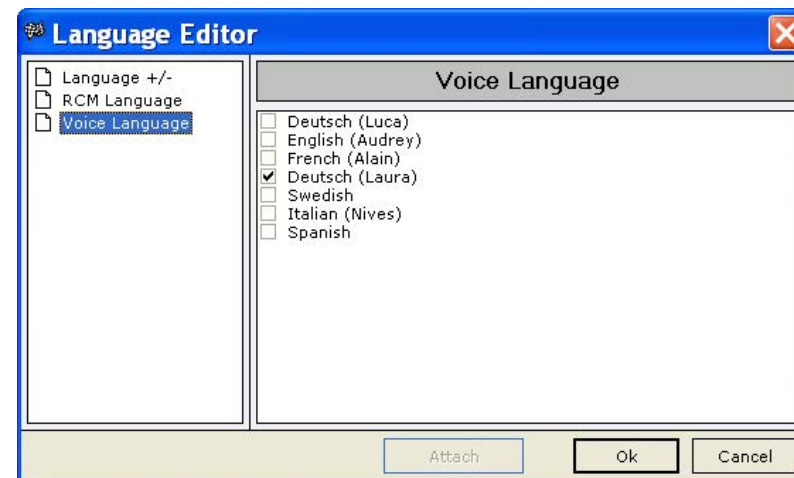 Language Editor
Language +/-
RCM Language
Voice Language
Voice Language
Deutsch (Luca)
English (Audrey)
French (Alain)
Deutsch (Laura)
Swedish
Italian (Nives)
Spanish
Attach
Ok
Cancel